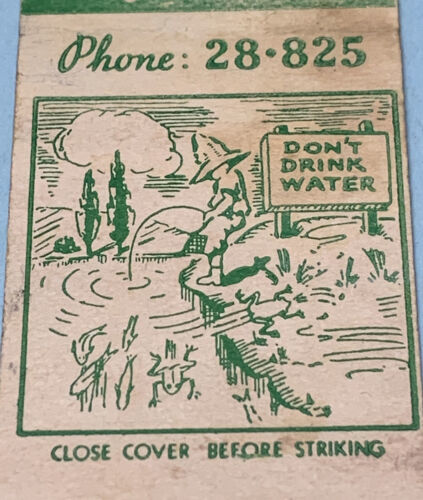 Phone: 28•825
DON'T
DRINK
WATER
CLOSE COVER BEFORE STRIKING